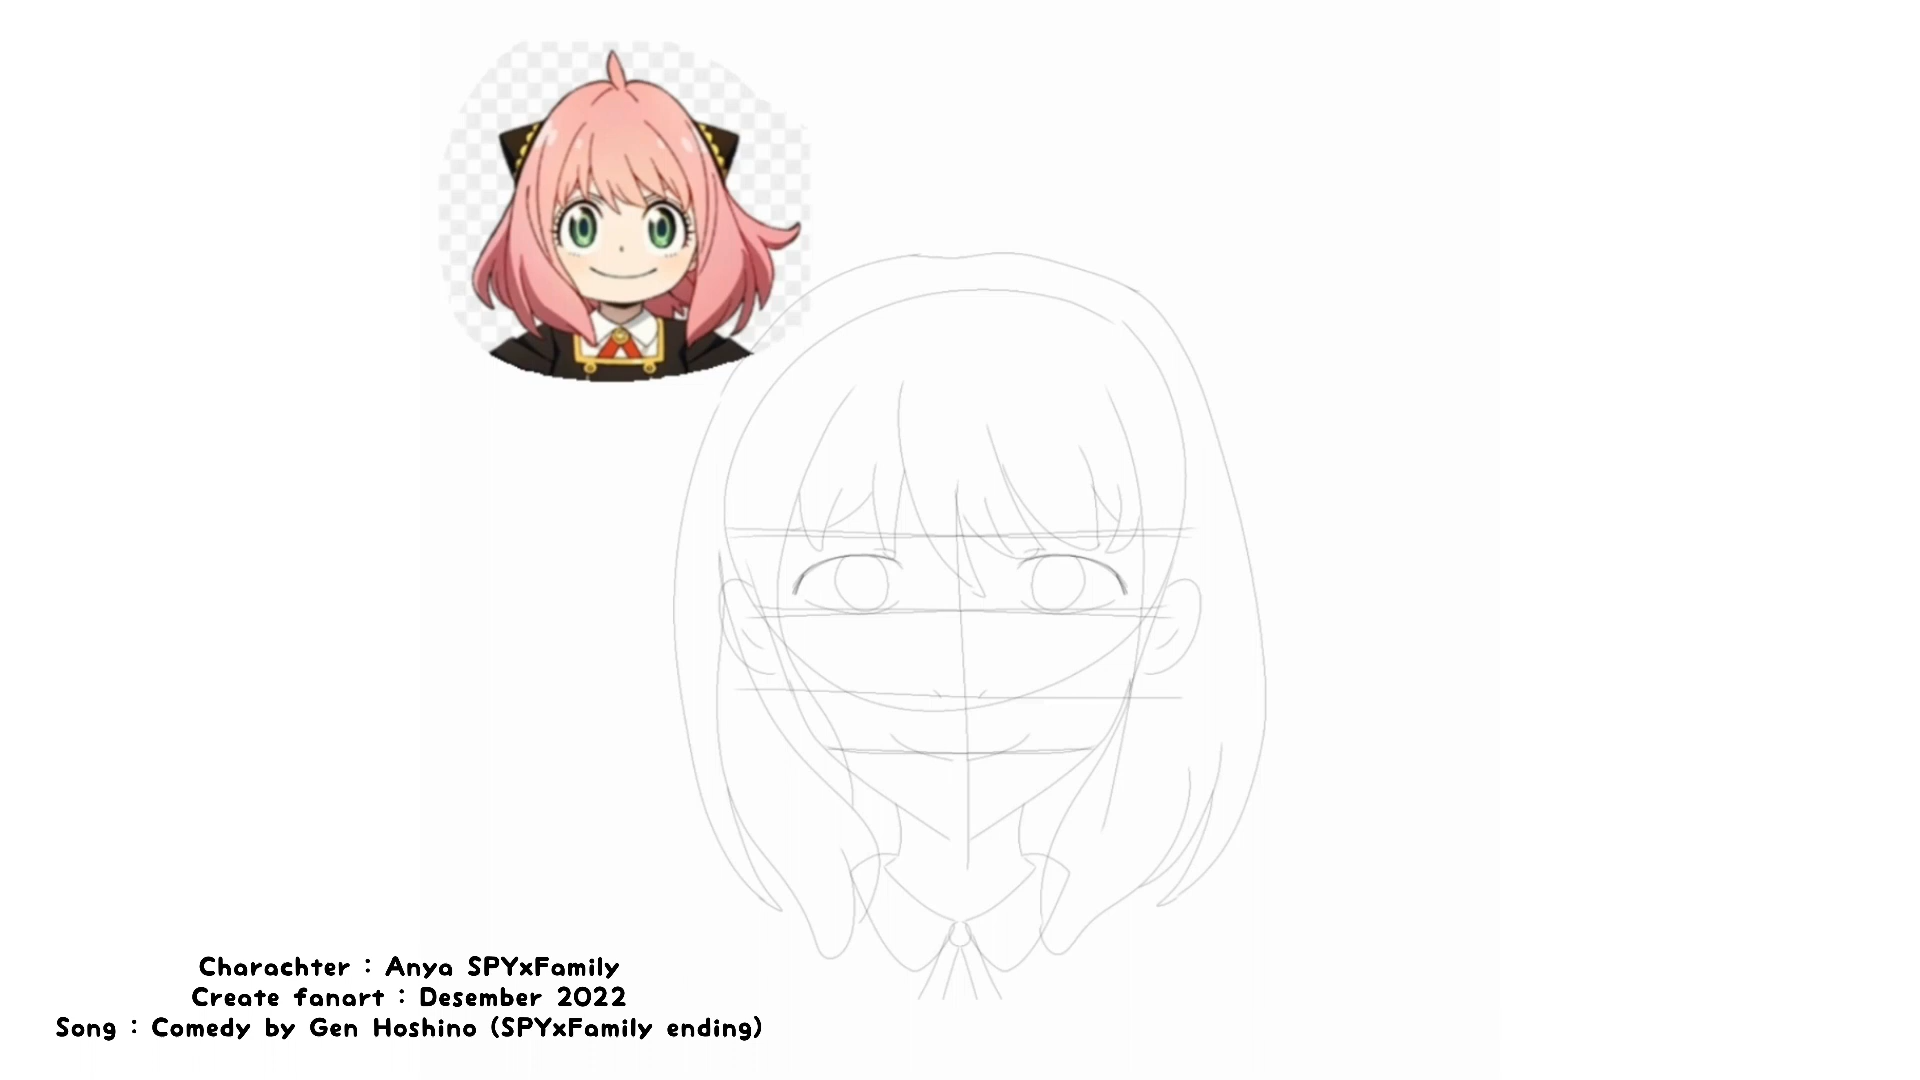 Charachter : Anya SPYxFamily
Create fanart : Desember 2022
Song : Comedy by Gen Hoshino (SPYxFamily ending)